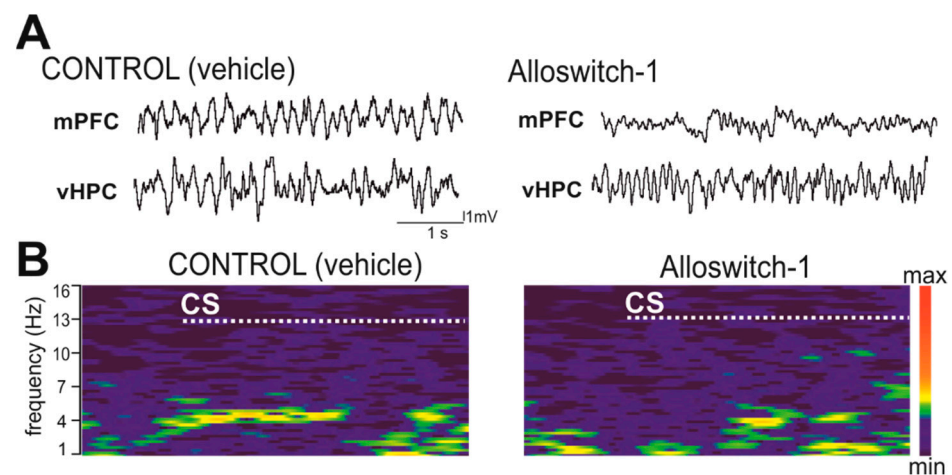 A
CONTROL (vehicle)
Alloswitch-1
mPFC
mPFC
vHPC
vHPC
1mV
1 s
B
CONTROL (vehicle)
Alloswitch-1
max
16
CS
CS
13
10
7
4
1
frequency (Hz)
min